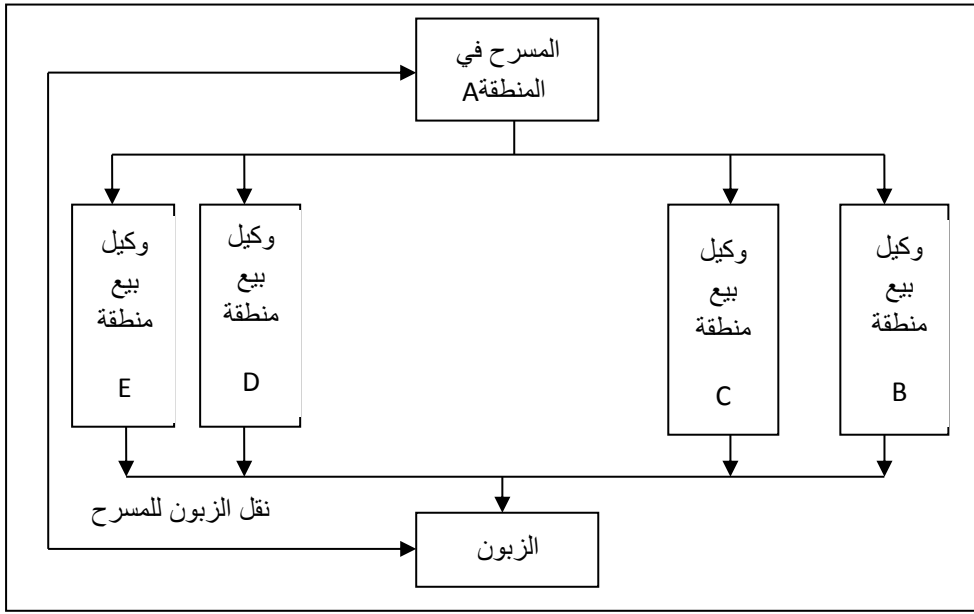 المسرح في
المنطقةA
وكيل
بيع
منطقة
B
وكيل
بيع
منطقة
C
وكيل
بيع
منطقة
D
وكيل
بيع
منطقة
E
نقل الزبون للمسرح
الزبون